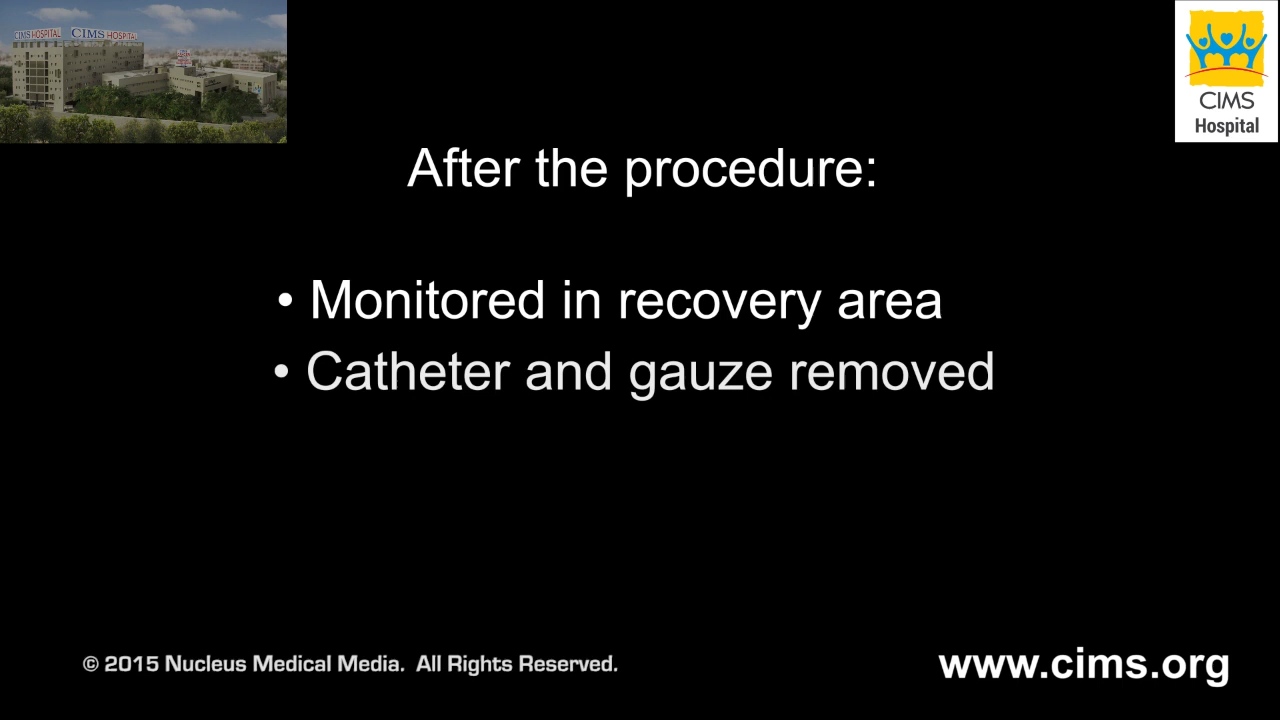 CIMS HOSPITAL CIMS HOSPITAL
CIMS
Hospital
After the procedure:
• Monitored in recovery area
• Catheter and gauze removed
© 2015 Nucleus Medical Media. All Rights Reserved.
www.cims.org